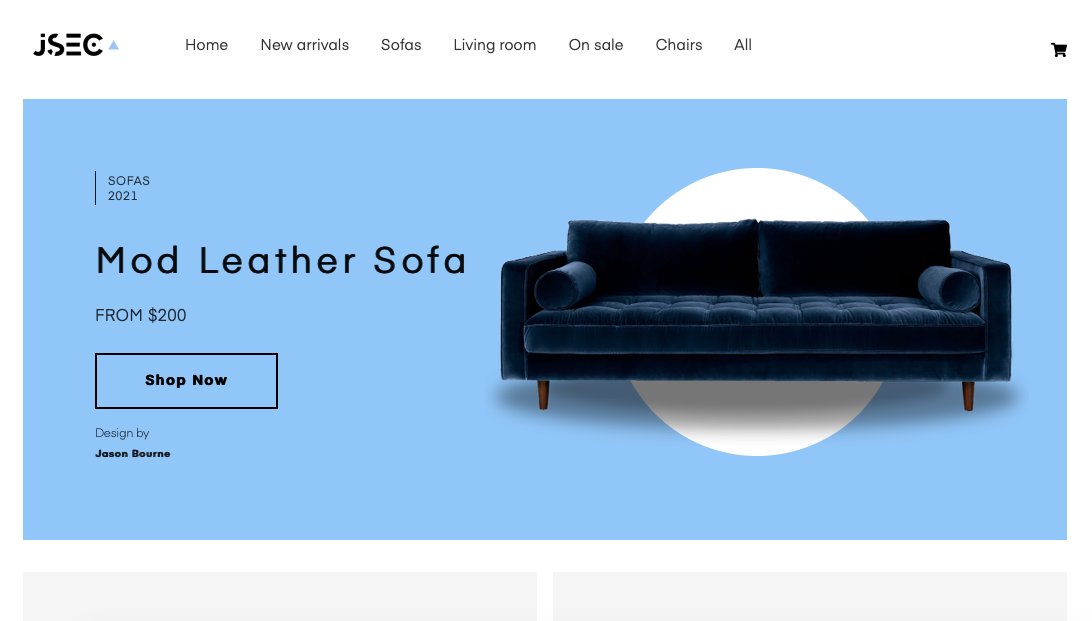 jSEC
Home New arrivals Sofas Living room On sale Chairs All
SOFAS
2021
Mod Leather Sofa
FROM $200
Shop Now
Design by
Jason Bourne